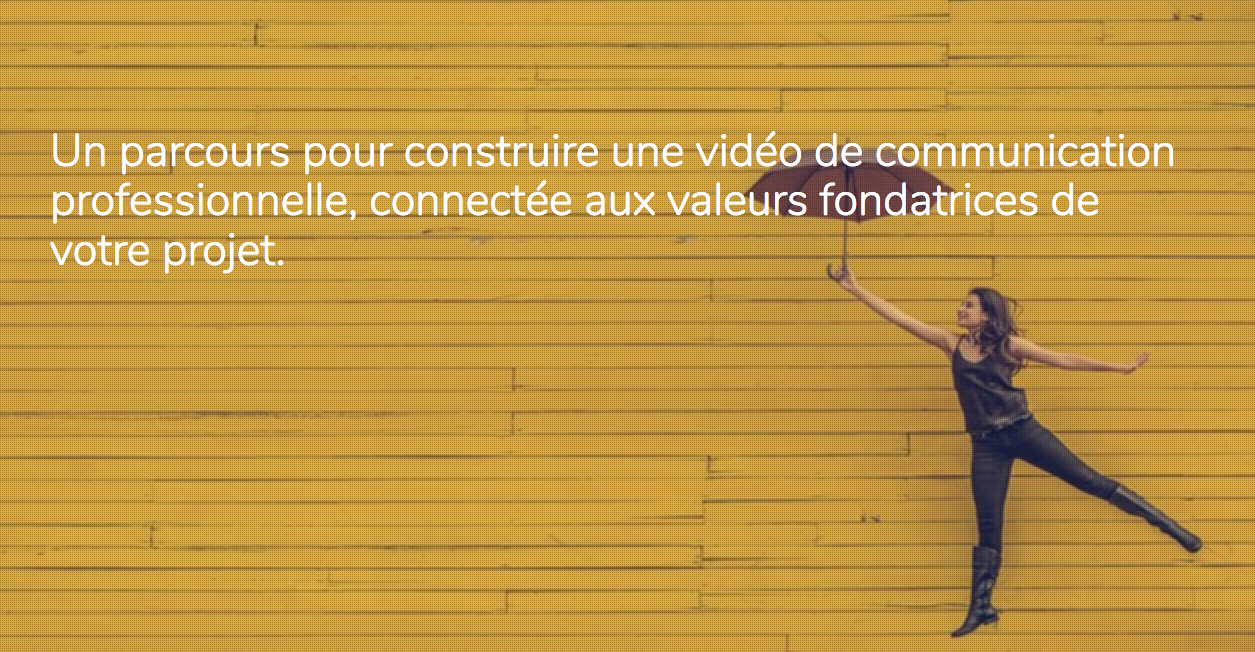 Un parcours pour construire une vidéo de communication
professionnelle, connectée aux valeurs fondatrices de
votre projet.